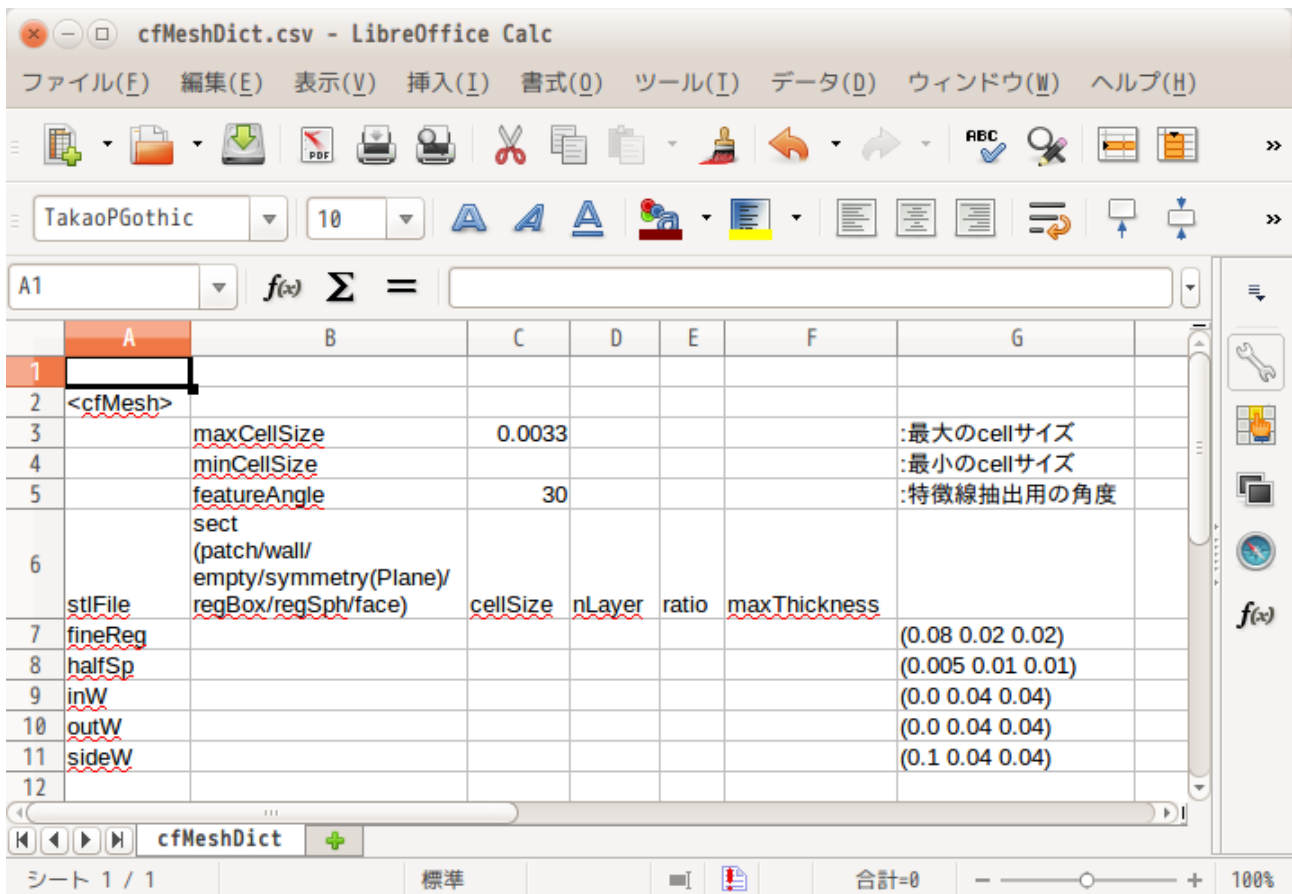 cfMeshDict.csv - LibreOffice Calc
ファイル(F) 編集(E) 表示(V) 挿入(I) 書式(O) ツール(T) データ(D) ウィンドウ(W) ヘルプ(H)
PDF ABC »
TakaoPGothic 10 a »
A1 f(x) Σ =
A B C D E F G
1
2 <cfMesh>
3 maxCellSize 0.0033 :最大のcellサイズ
4 minCellSize :最小のcellサイズ
5 featureAngle 30 :特徴線抽出用の角度
6 stlFile sect
(patch/wall/
empty/symmetry(Plane)/
regBox/regSph/face) cellSize nLayer ratio maxThickness
7 fineReg (0.08 0.02 0.02)
8 halfSp (0.005 0.01 0.01)
9 inW (0.0 0.04 0.04)
10 outW (0.0 0.04 0.04)
11 sideW (0.1 0.04 0.04)
12
cfMeshDict
シート 1 / 1 標準 合計=0 100%
f(x)